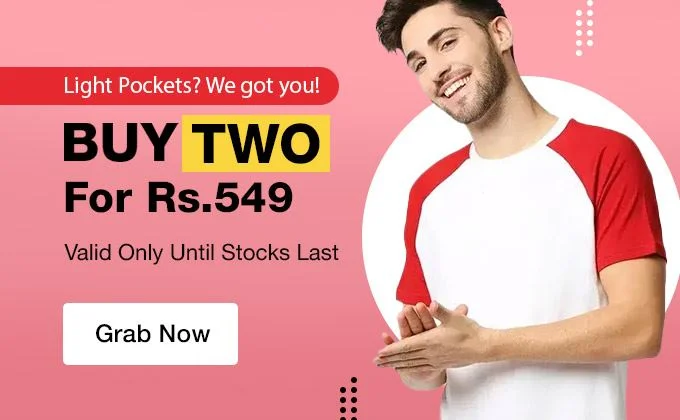 Light Pockets? We got you!
BUY TWO
For Rs.549
Valid Only Until Stocks Last
Grab Now